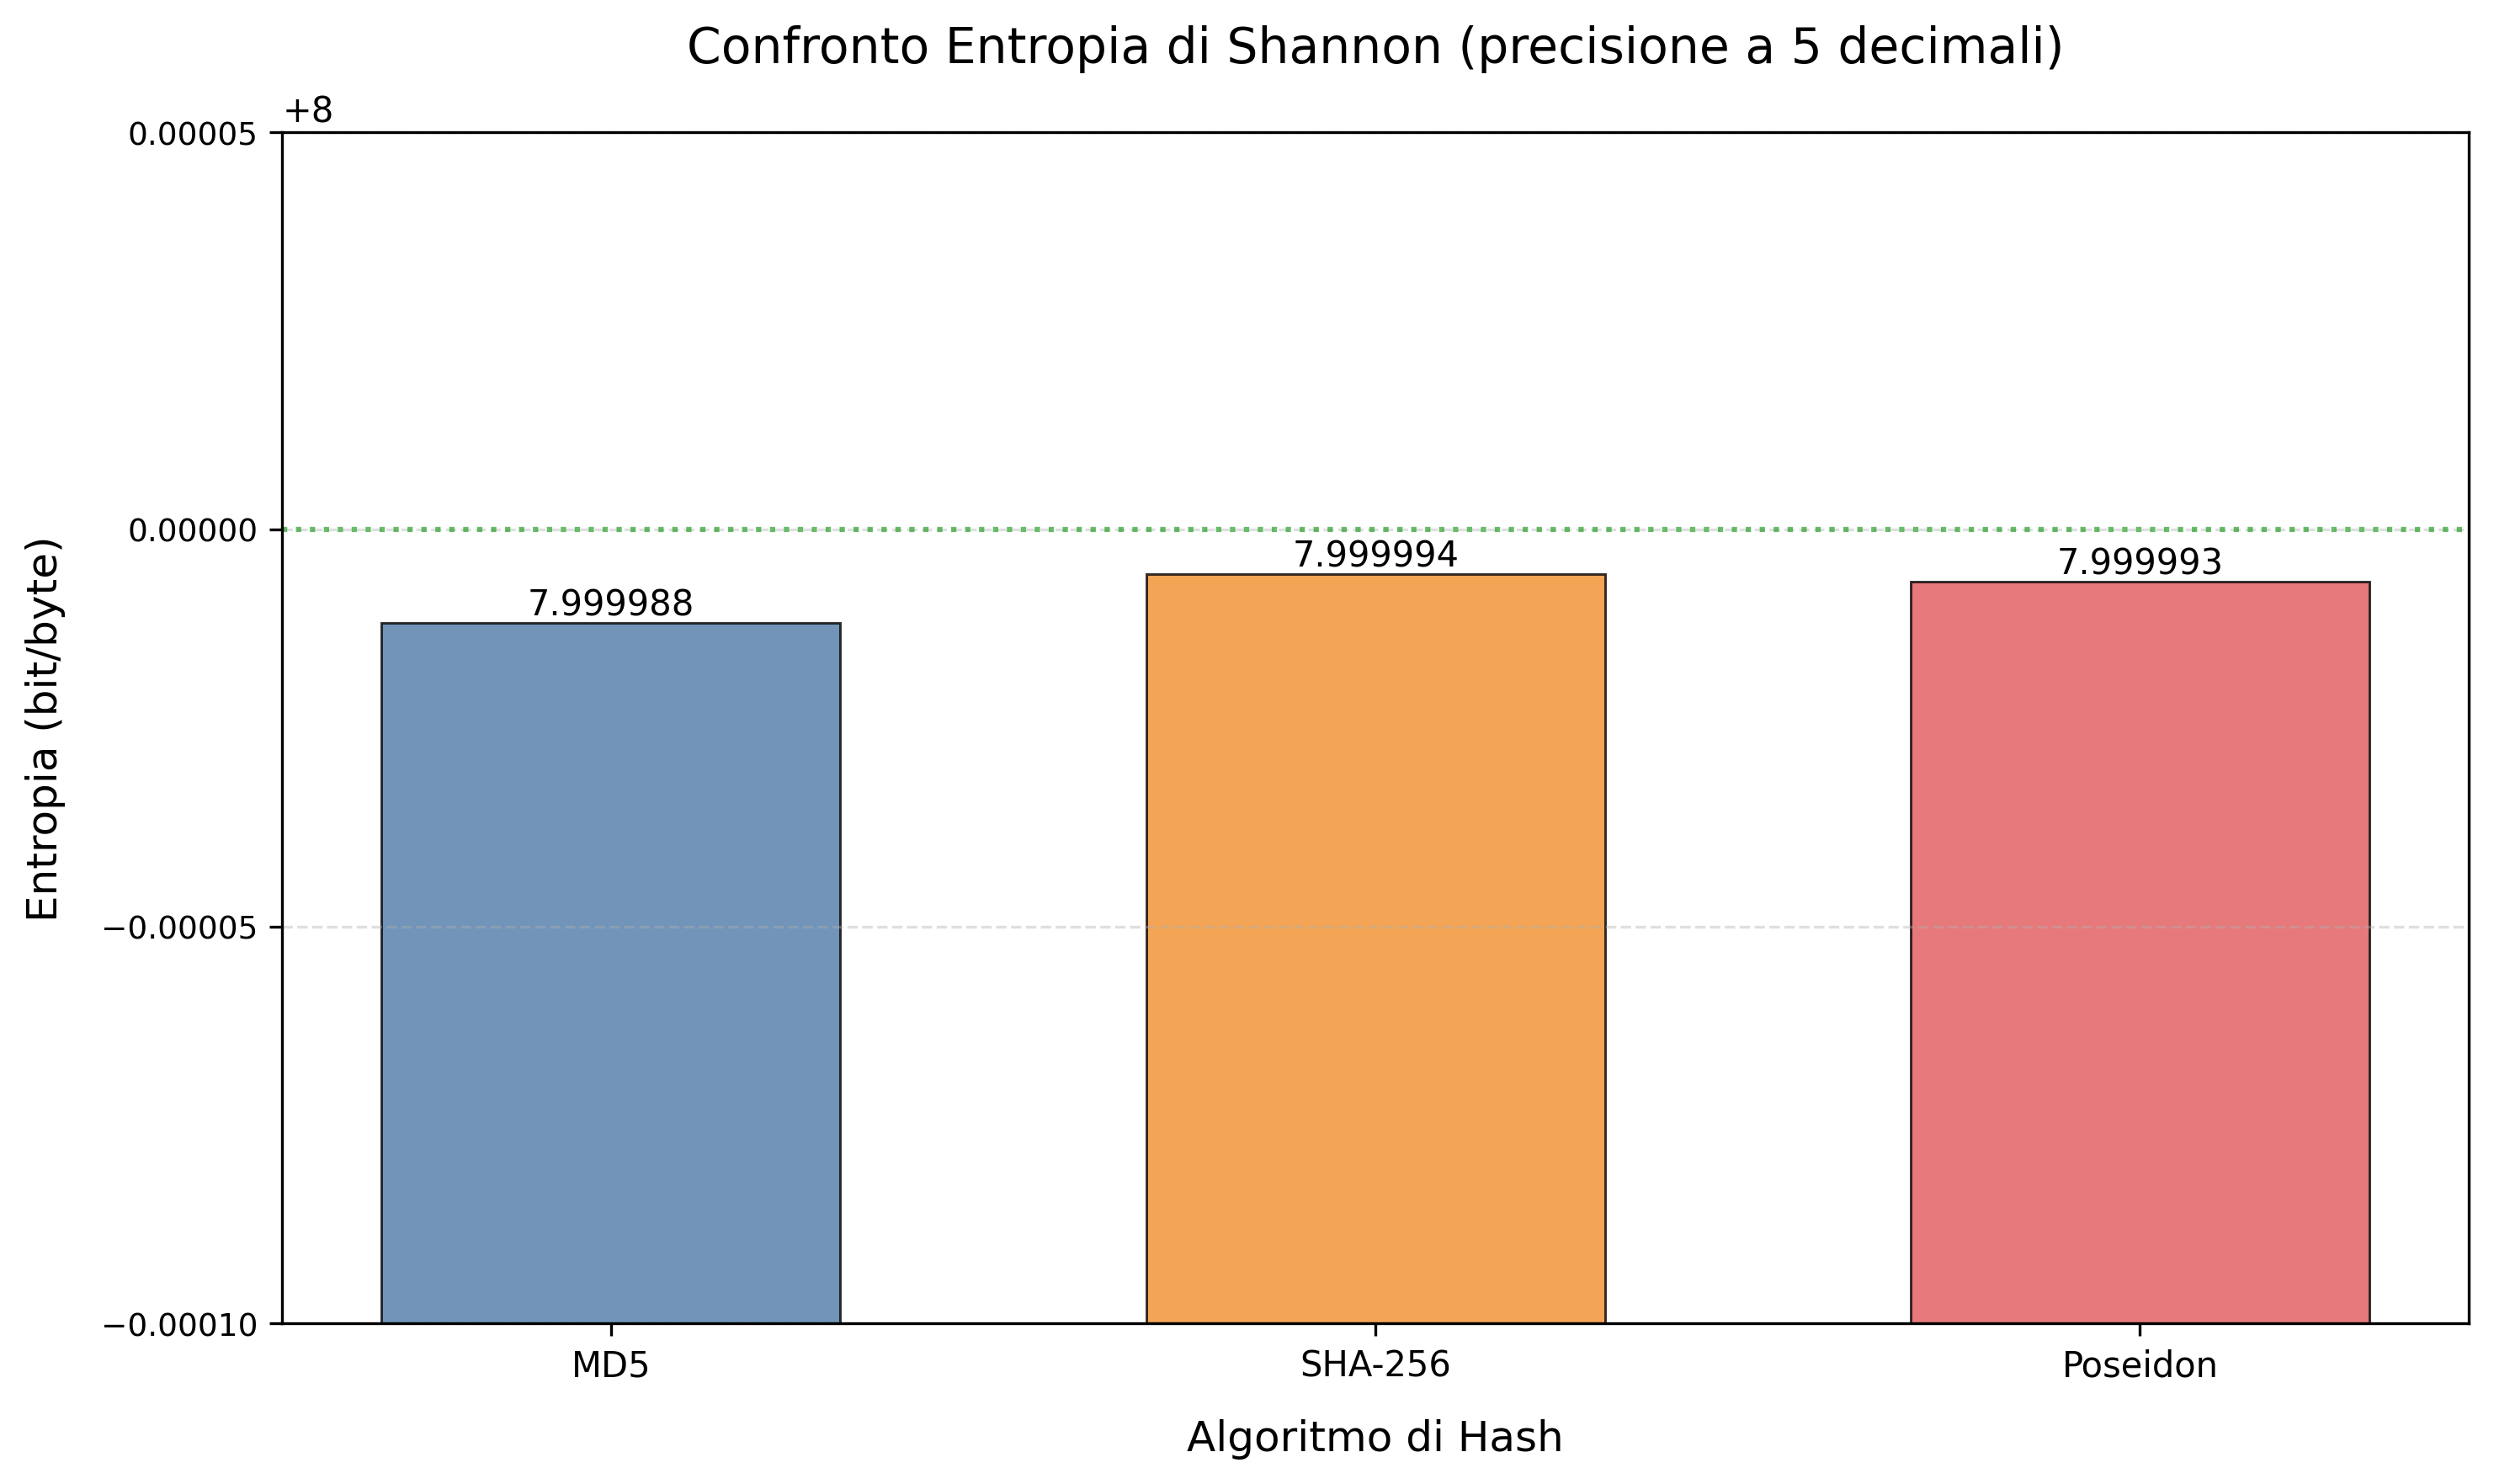 Confronto Entropia di Shannon (precisione a 5 decimali)
+8
0.00005
0.00000
−0.00005
−0.00010
Entropia (bit/byte)
7.999988
7.999994
7.999993
MD5
SHA-256
Poseidon
Algoritmo di Hash